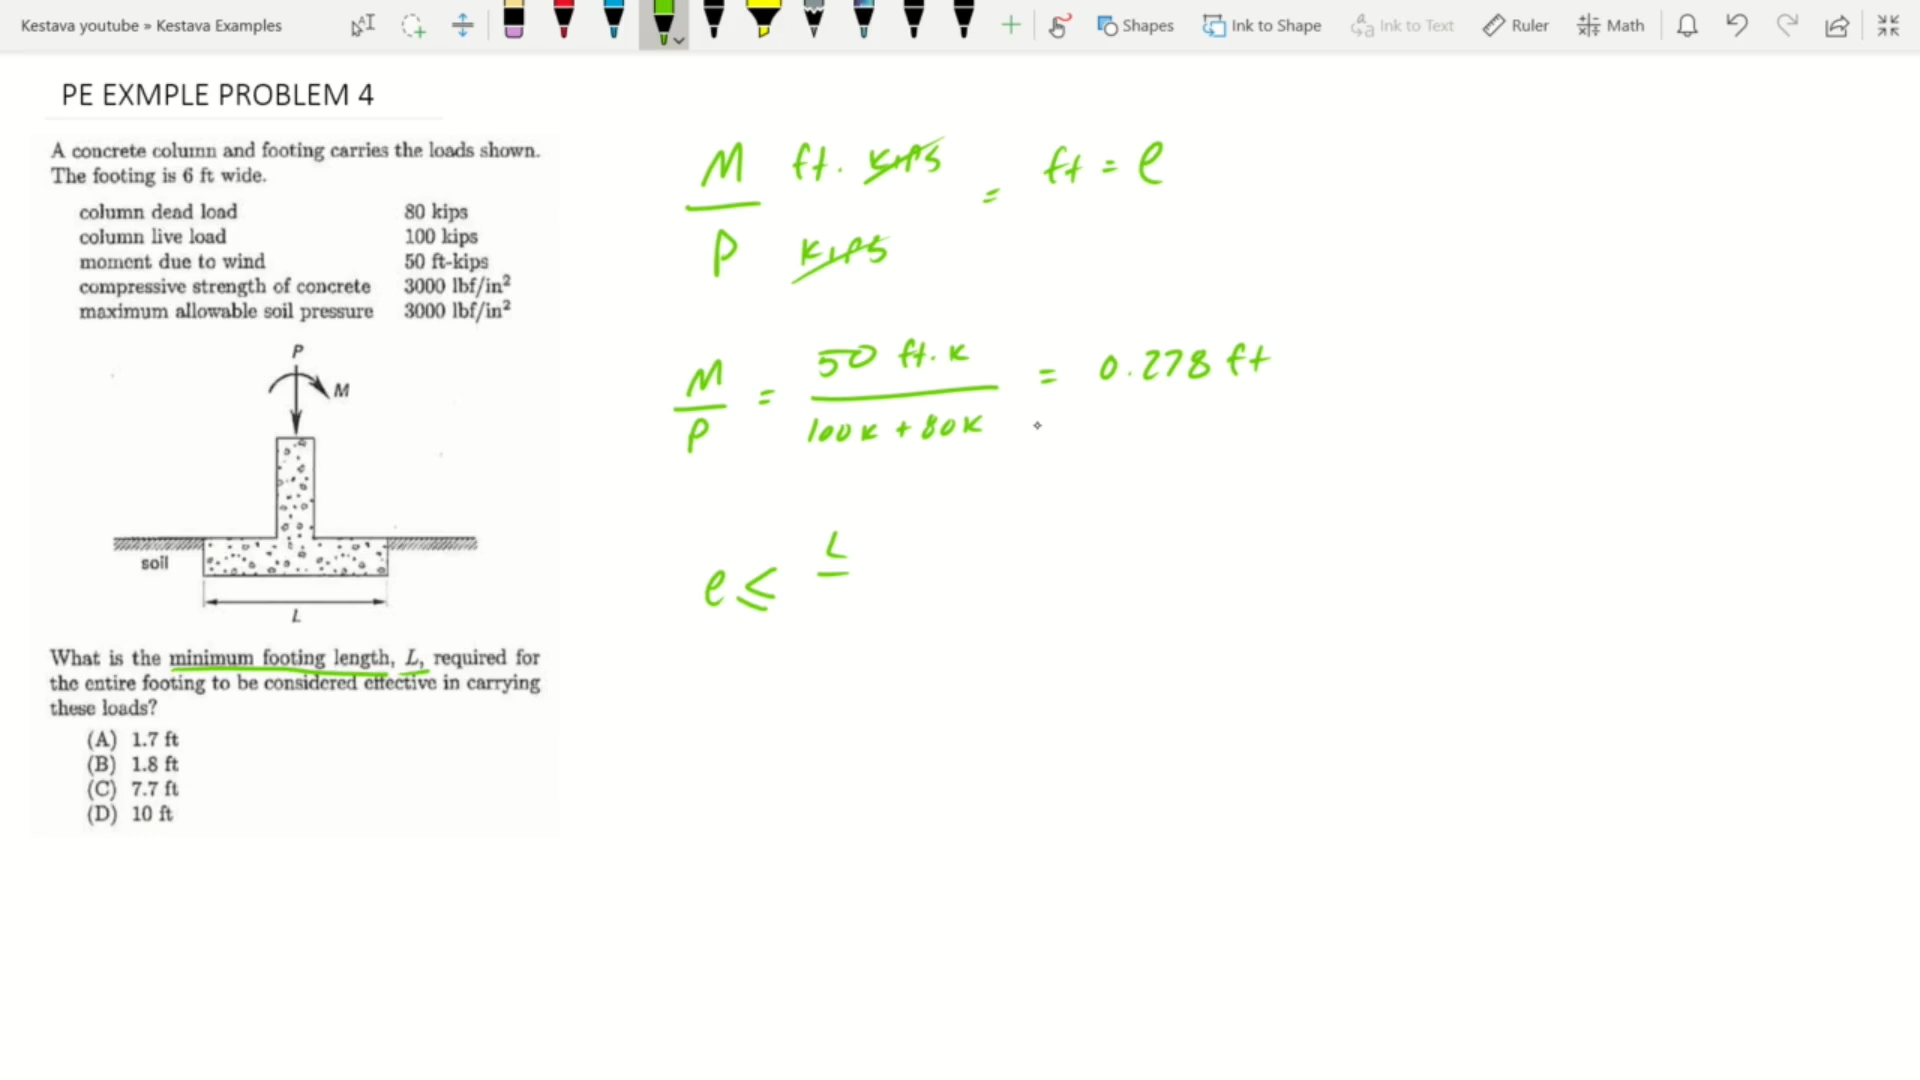 Kestava youtube » Kestava Examples
Shapes
Ink to Shape
Ink to Text
Ruler
Math
PE EXMPLE PROBLEM 4
A concrete column and footing carries the loads shown.
The footing is 6 ft wide.
column dead load 80 kips
column live load 100 kips
moment due to wind 50 ft-kips
compressive strength of concrete 3000 lbf/in²
maximum allowable soil pressure 3000 lbf/in²
P
M
soil
L
What is the minimum footing length, L, required for
the entire footing to be considered effective in carrying
these loads?
(A) 1.7 ft
(B) 1.8 ft
(C) 7.7 ft
(D) 10 ft
M ft. kips = ft = e
P kips
M = 50 ft.k = 0.278 ft
P 100k + 80k
e ≤ L